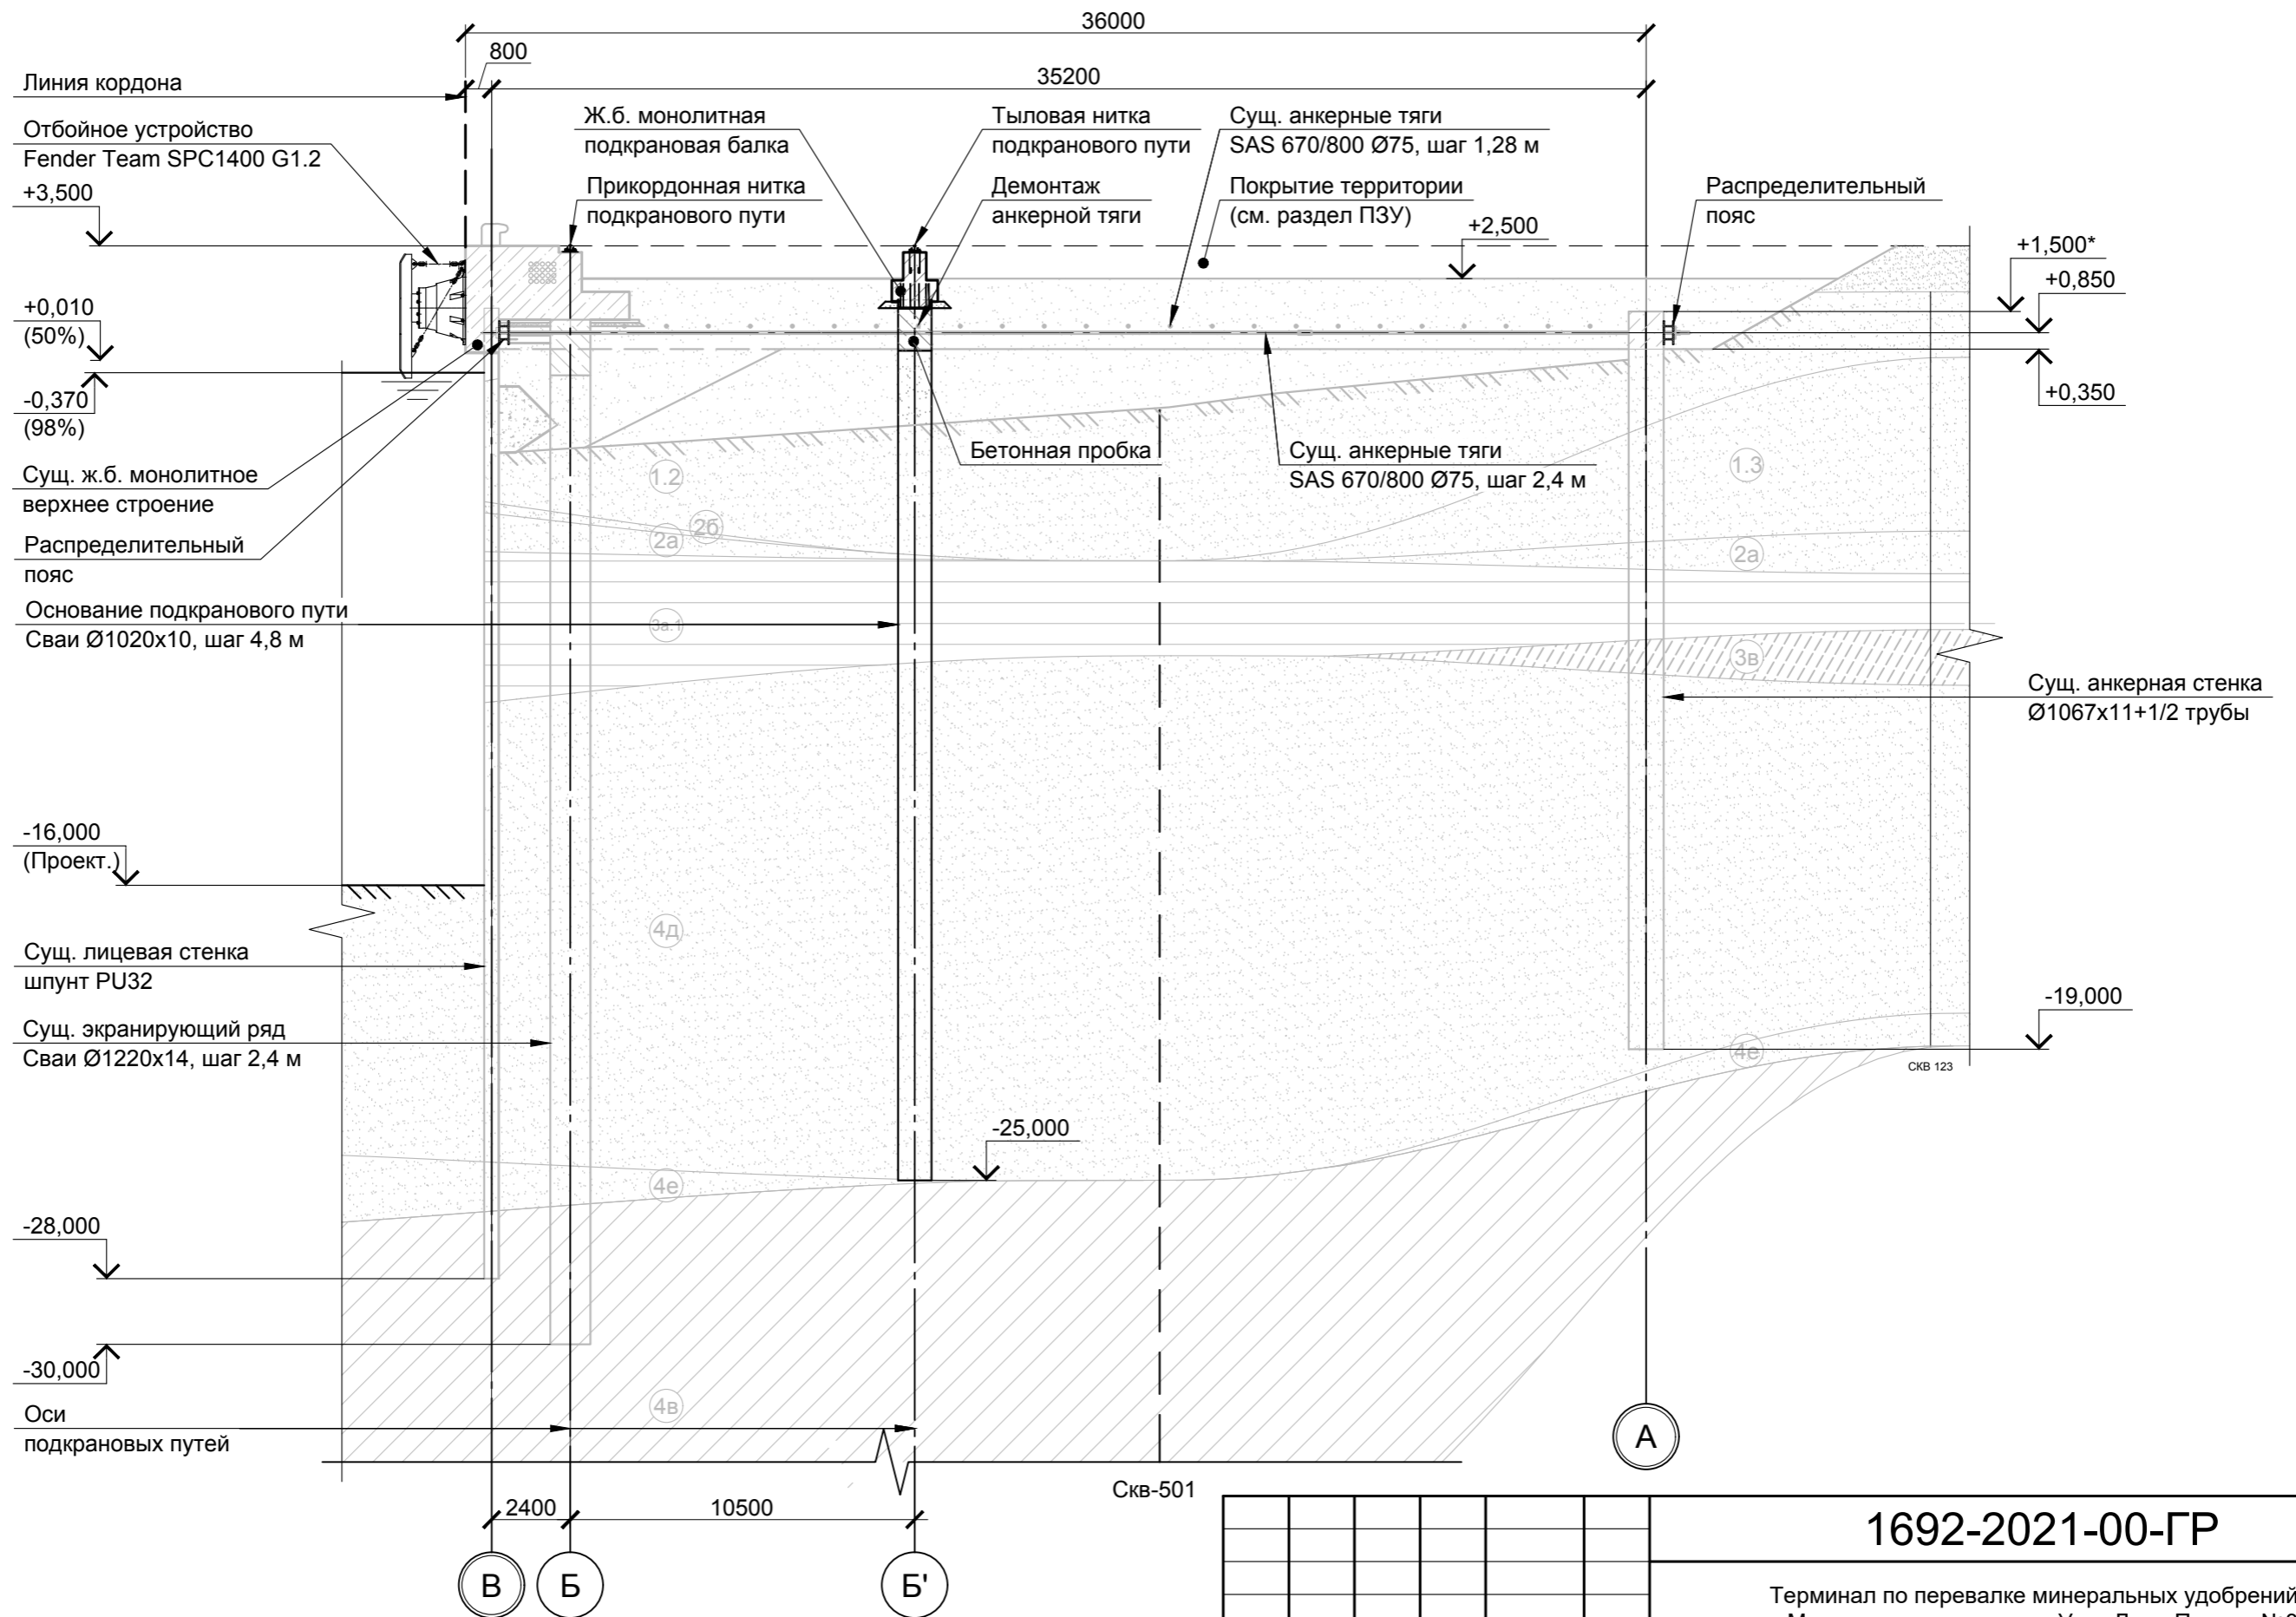 36000
800
35200
Линия кордона
Отбойное устройство
Fender Team SPC1400 G1.2
+3,500
Ж.б. монолитная
подкрановая балка
Прикордонная нитка
подкранового пути
Тыловая нитка
подкранового пути
Демонтаж
анкерной тяги
Сущ. анкерные тяги
SAS 670/800 Ø75, шаг 1,28 м
Покрытие территории
(см. раздел ПЗУ)
+2,500
Распределительный
пояс
+1,500*
+0,850
+0,350
+0,010
(50%)
-0,370
(98%)
Сущ. ж.б. монолитное
верхнее строение
Распределительный
пояс
Бетонная пробка
Сущ. анкерные тяги
SAS 670/800 Ø75, шаг 2,4 м
1.2
1.3
2б
2а
2а
Основание подкранового пути
Сваи Ø1020х10, шаг 4,8 м
3а.1
3в
Сущ. анкерная стенка
Ø1067х11+1/2 трубы
-16,000
(Проект.)
4д
Сущ. лицевая стенка
шпунт PU32
Сущ. экранирующий ряд
Сваи Ø1220х14, шаг 2,4 м
-19,000
4е
СКВ 123
-25,000
4е
-28,000
-30,000
4в
Оси
подкрановых путей
А
Скв-501
2400
10500
В
Б
Б'
1692-2021-00-ГР
Терминал по перевалке минеральных удобрений